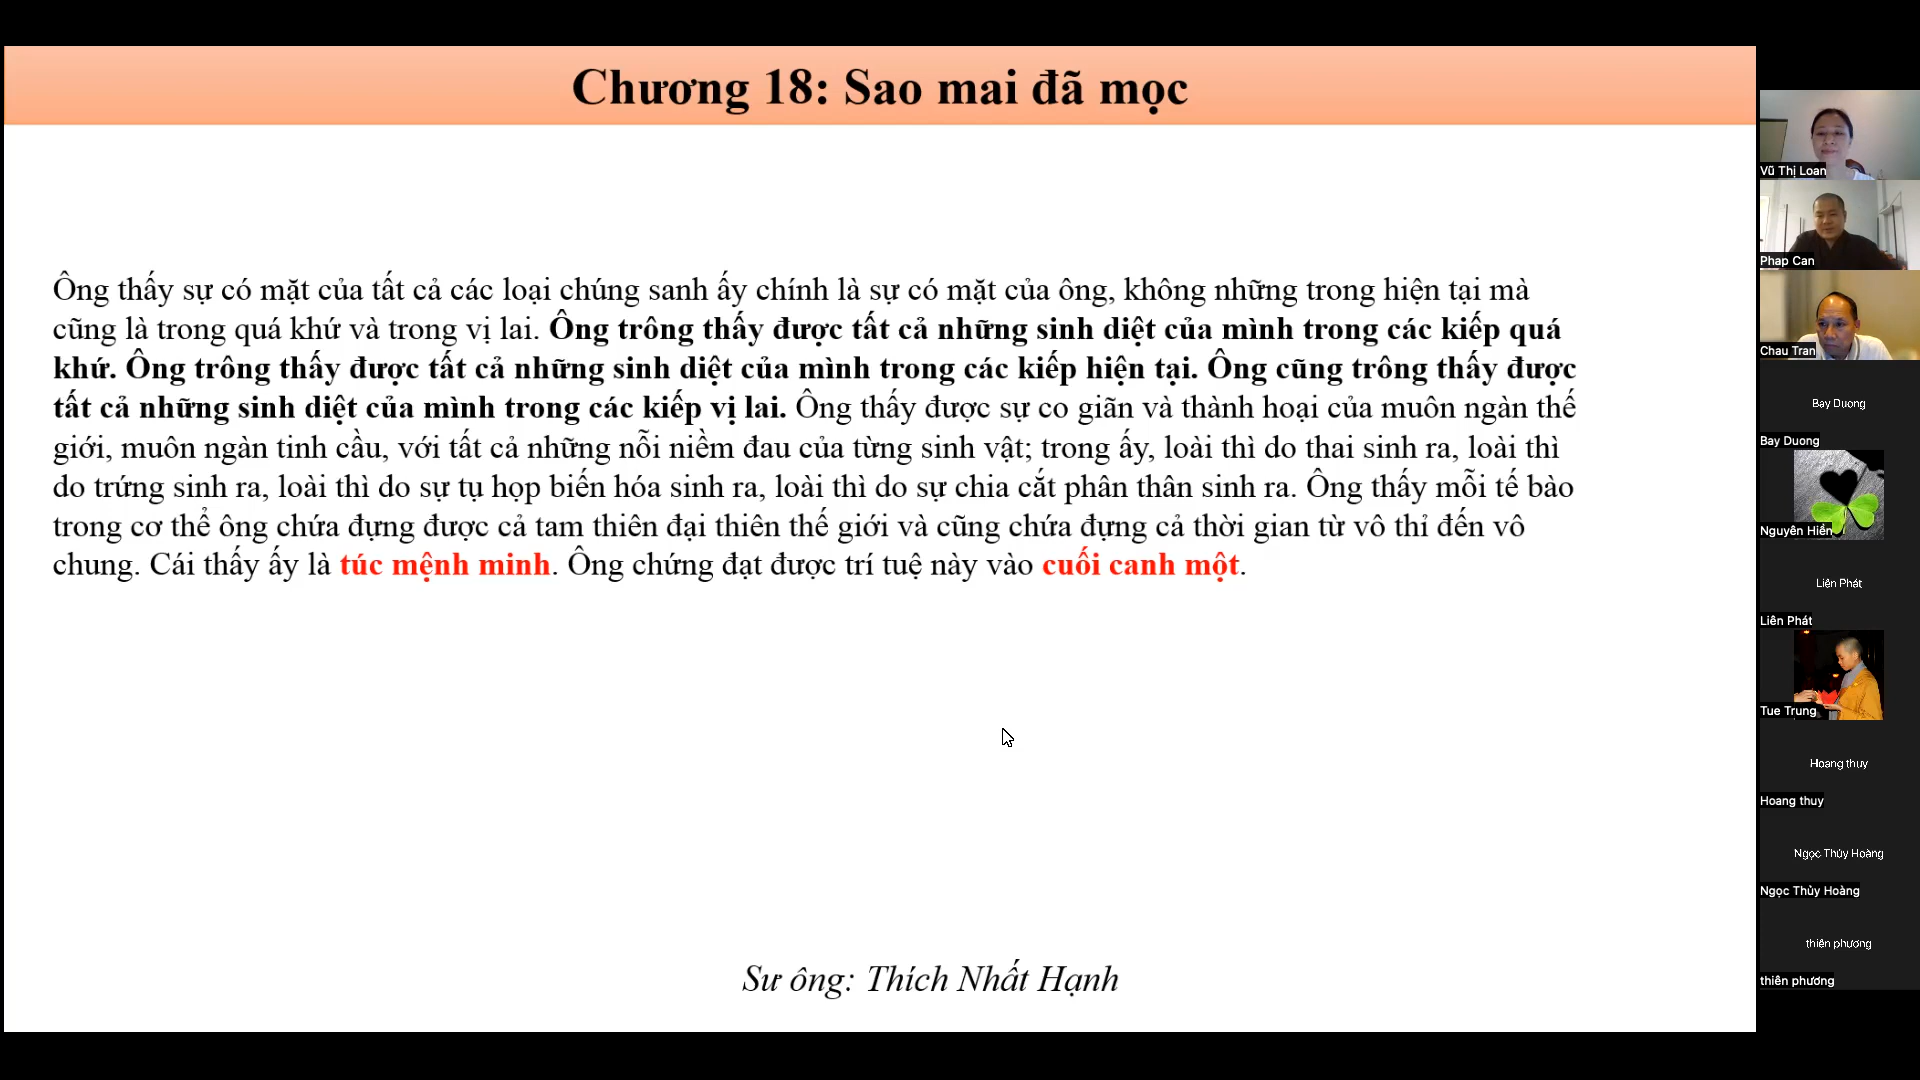 Chương 18: Sao mai đã mọc
Ông thấy sự có mặt của tất cả các loại chúng sanh ấy chính là sự có mặt của ông, không những trong hiện tại mà
cũng là trong quá khứ và trong vị lai. Ông trông thấy được tất cả những sinh diệt của mình trong các kiếp quá
khứ. Ông trông thấy được tất cả những sinh diệt của mình trong các kiếp hiện tại. Ông cũng trông thấy được
tất cả những sinh diệt của mình trong các kiếp vị lai. Ông thấy được sự co giãn và thành hoại của muôn ngàn thế
giới, muôn ngàn tinh cầu, với tất cả những nỗi niềm đau của từng sinh vật; trong ấy, loài thì do thai sinh ra, loài thì
do trứng sinh ra, loài thì do sự tụ họp biến hóa sinh ra, loài thì do sự chia cắt phân thân sinh ra. Ông thấy mỗi tế bào
trong cơ thể ông chứa đựng được cả tam thiên đại thiên thế giới và cũng chứa đựng cả thời gian từ vô thỉ đến vô
chung. Cái thấy ấy là túc mệnh minh. Ông chứng đạt được trí tuệ này vào cuối canh một.
Sư ông: Thích Nhất Hạnh
Vũ Thị Loan
Phap Can
Chau Tran
Bay Duong
Bay Duong
Nguyên Hiền
Liên Phát
Liên Phát
Tue Trung
Hoang thuy
Hoang thuy
Ngọc Thủy Hoàng
Ngọc Thủy Hoàng
thiên phương
thiên phương